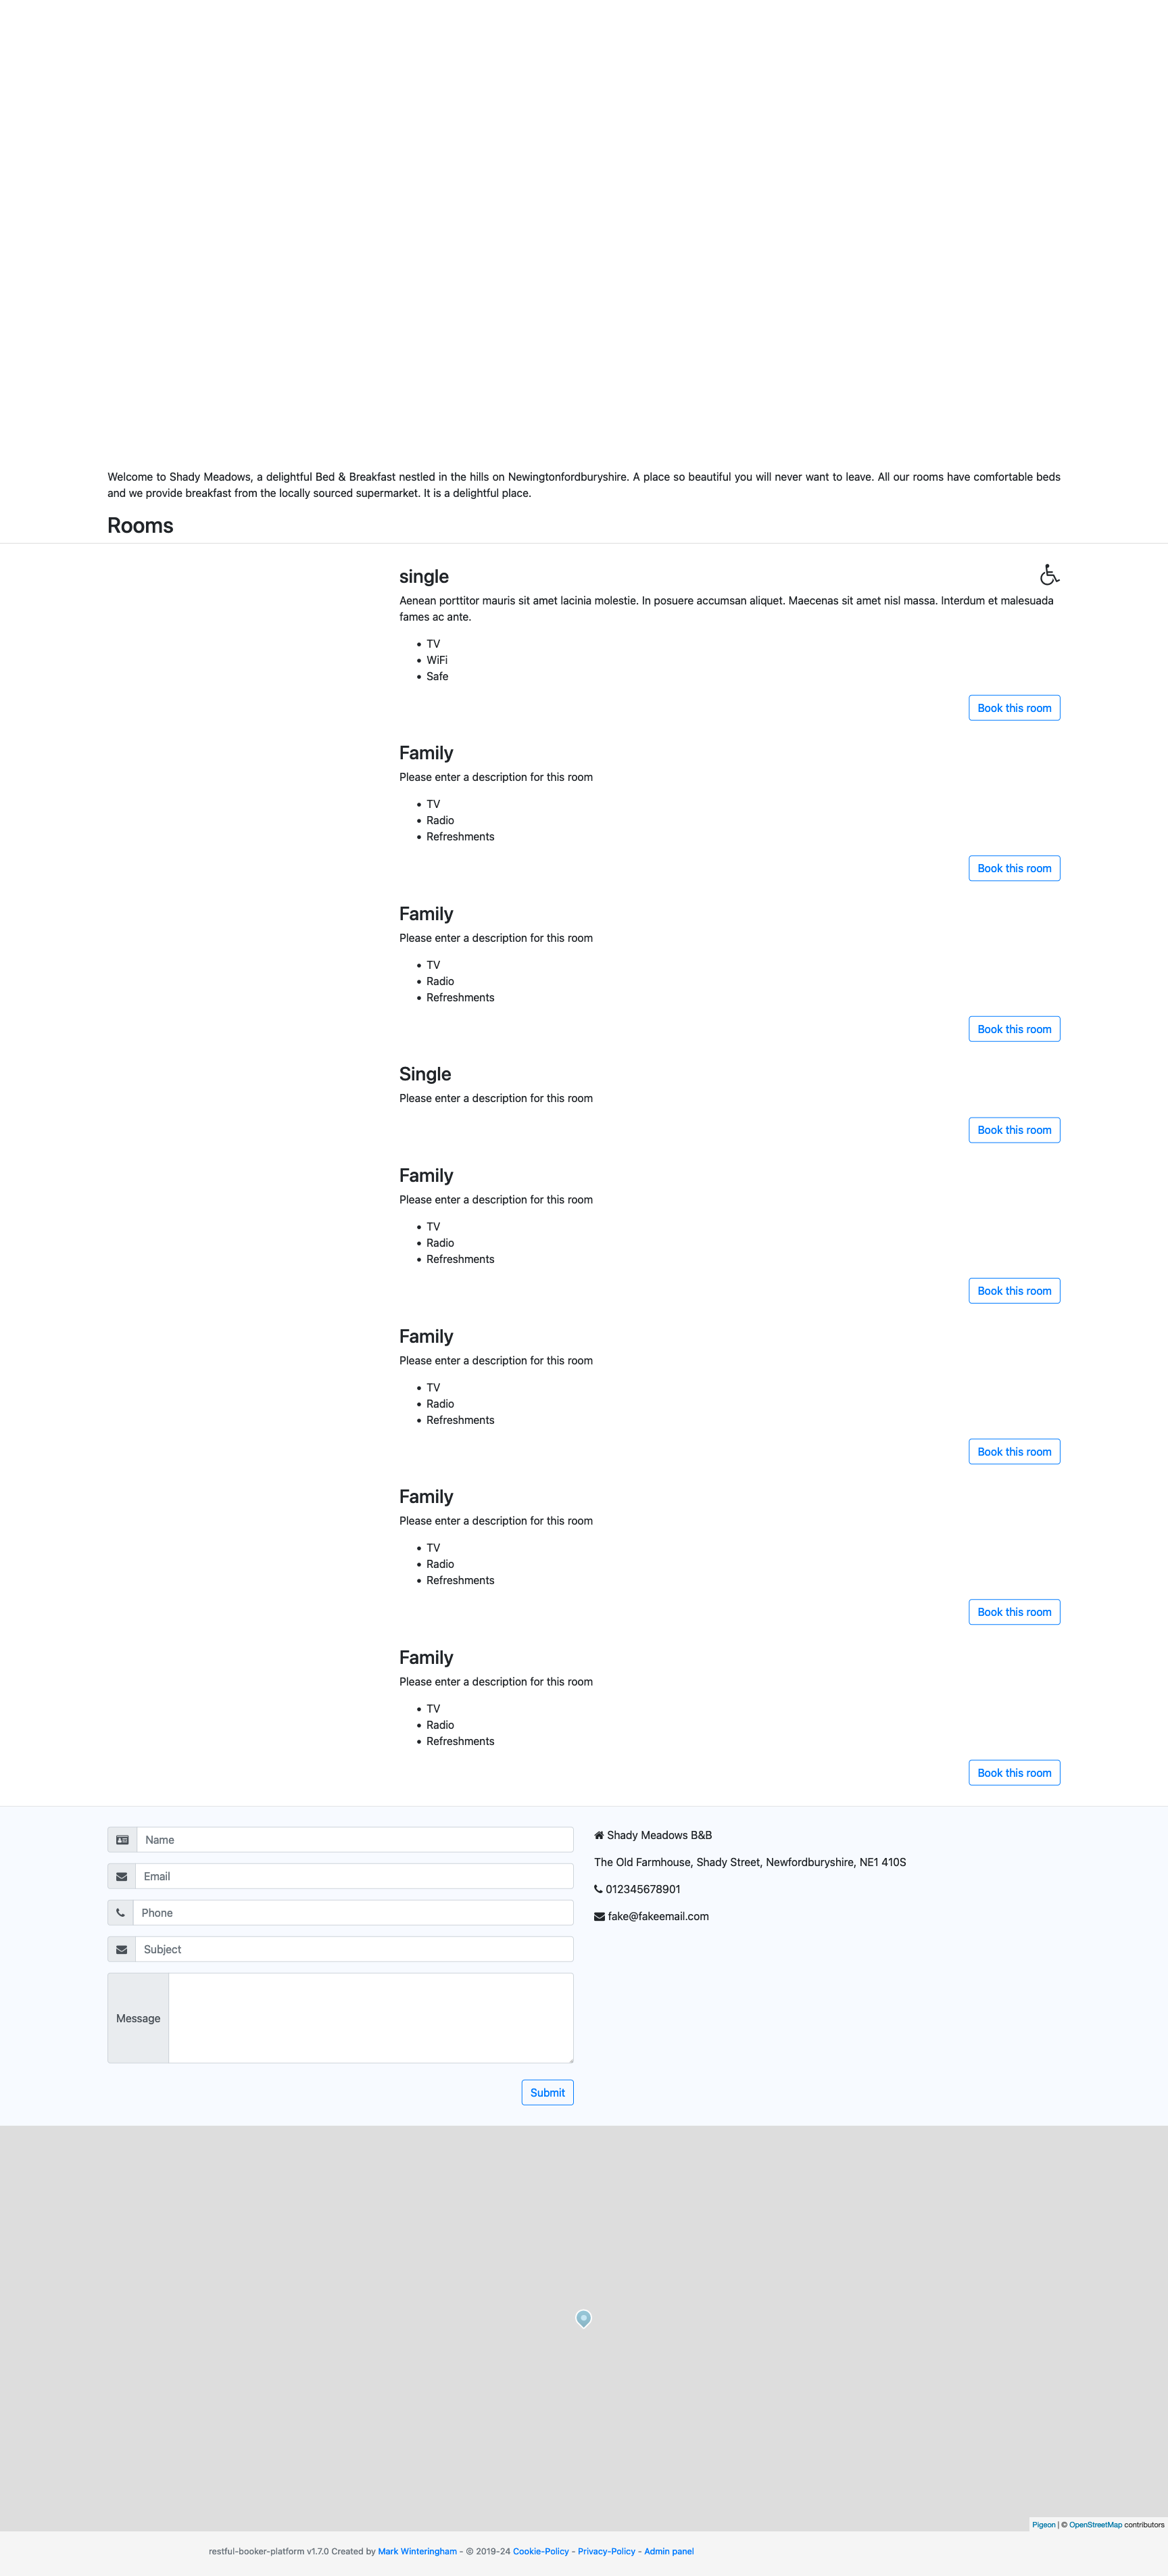 Welcome to Shady Meadows, a delightful Bed & Breakfast nestled in the hills on Newingtonfordburyshire. A place so beautiful you will never want to leave. All our rooms have comfortable beds
and we provide breakfast from the locally sourced supermarket. It is a delightful place.
Rooms
single
Aenean porttitor mauris sit amet lacinia molestie. In posuere accumsan aliquet. Maecenas sit amet nisl massa. Interdum et malesuada
fames ac ante.
• TV
• WiFi
• Safe
Book this room
Family
Please enter a description for this room
• TV
• Radio
• Refreshments
Book this room
Family
Please enter a description for this room
• TV
• Radio
• Refreshments
Book this room
Single
Please enter a description for this room
Book this room
Family
Please enter a description for this room
• TV
• Radio
• Refreshments
Book this room
Family
Please enter a description for this room
• TV
• Radio
• Refreshments
Book this room
Family
Please enter a description for this room
• TV
• Radio
• Refreshments
Book this room
Family
Please enter a description for this room
• TV
• Radio
• Refreshments
Book this room
Name
Email
Phone
Subject
Message
Submit
Shady Meadows B&B
The Old Farmhouse, Shady Street, Newfordburyshire, NE1 410S
012345678901
fake@fakeemail.com
Pigeon | © OpenStreetMap contributors
restful-booker-platform v1.7.0 Created by Mark Winteringham - © 2019-24 Cookie-Policy - Privacy-Policy - Admin panel